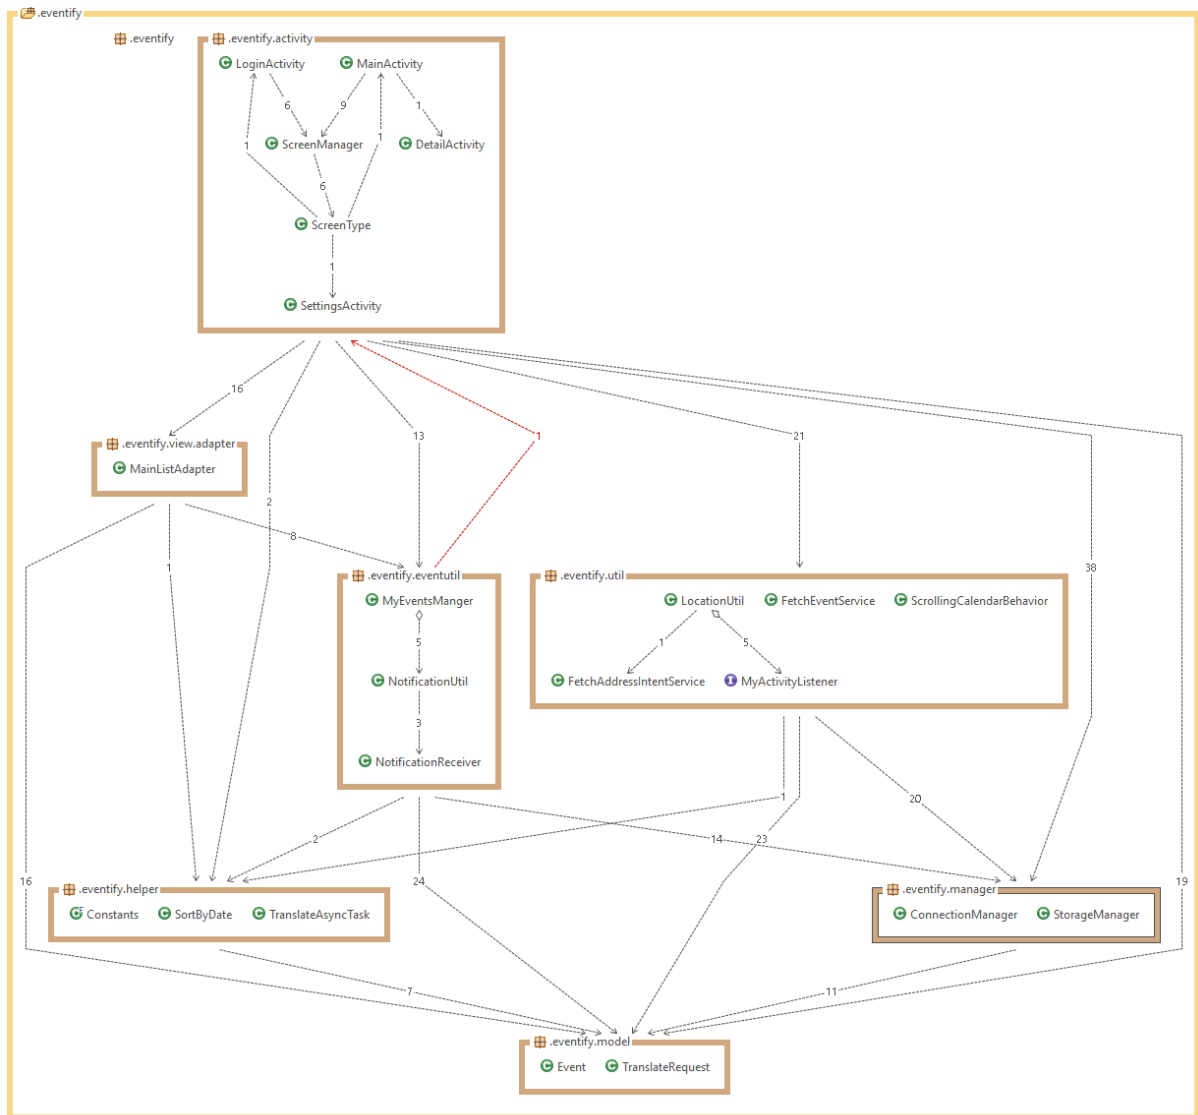 .eventify
.eventify
.eventify.activity
LoginActivity
MainActivity
6
9
1
ScreenManager
DetailActivity
1
1
6
ScreenType
1
SettingsActivity
16
13
1
21
.eventify.view.adapter
MainListAdapter
2
8
1
38
.eventify.eventutil
MyEventsManger
5
NotificationUtil
3
NotificationReceiver
.eventify.util
LocationUtil
FetchEventService
ScrollingCalendarBehavior
1
5
FetchAddressIntentService
MyActivityListener
1
20
2
14
23
16
24
19
.eventify.helper
Constants
SortByDate
TranslateAsyncTask
.eventify.manager
ConnectionManager
StorageManager
7
11
.eventify.model
Event
TranslateRequest